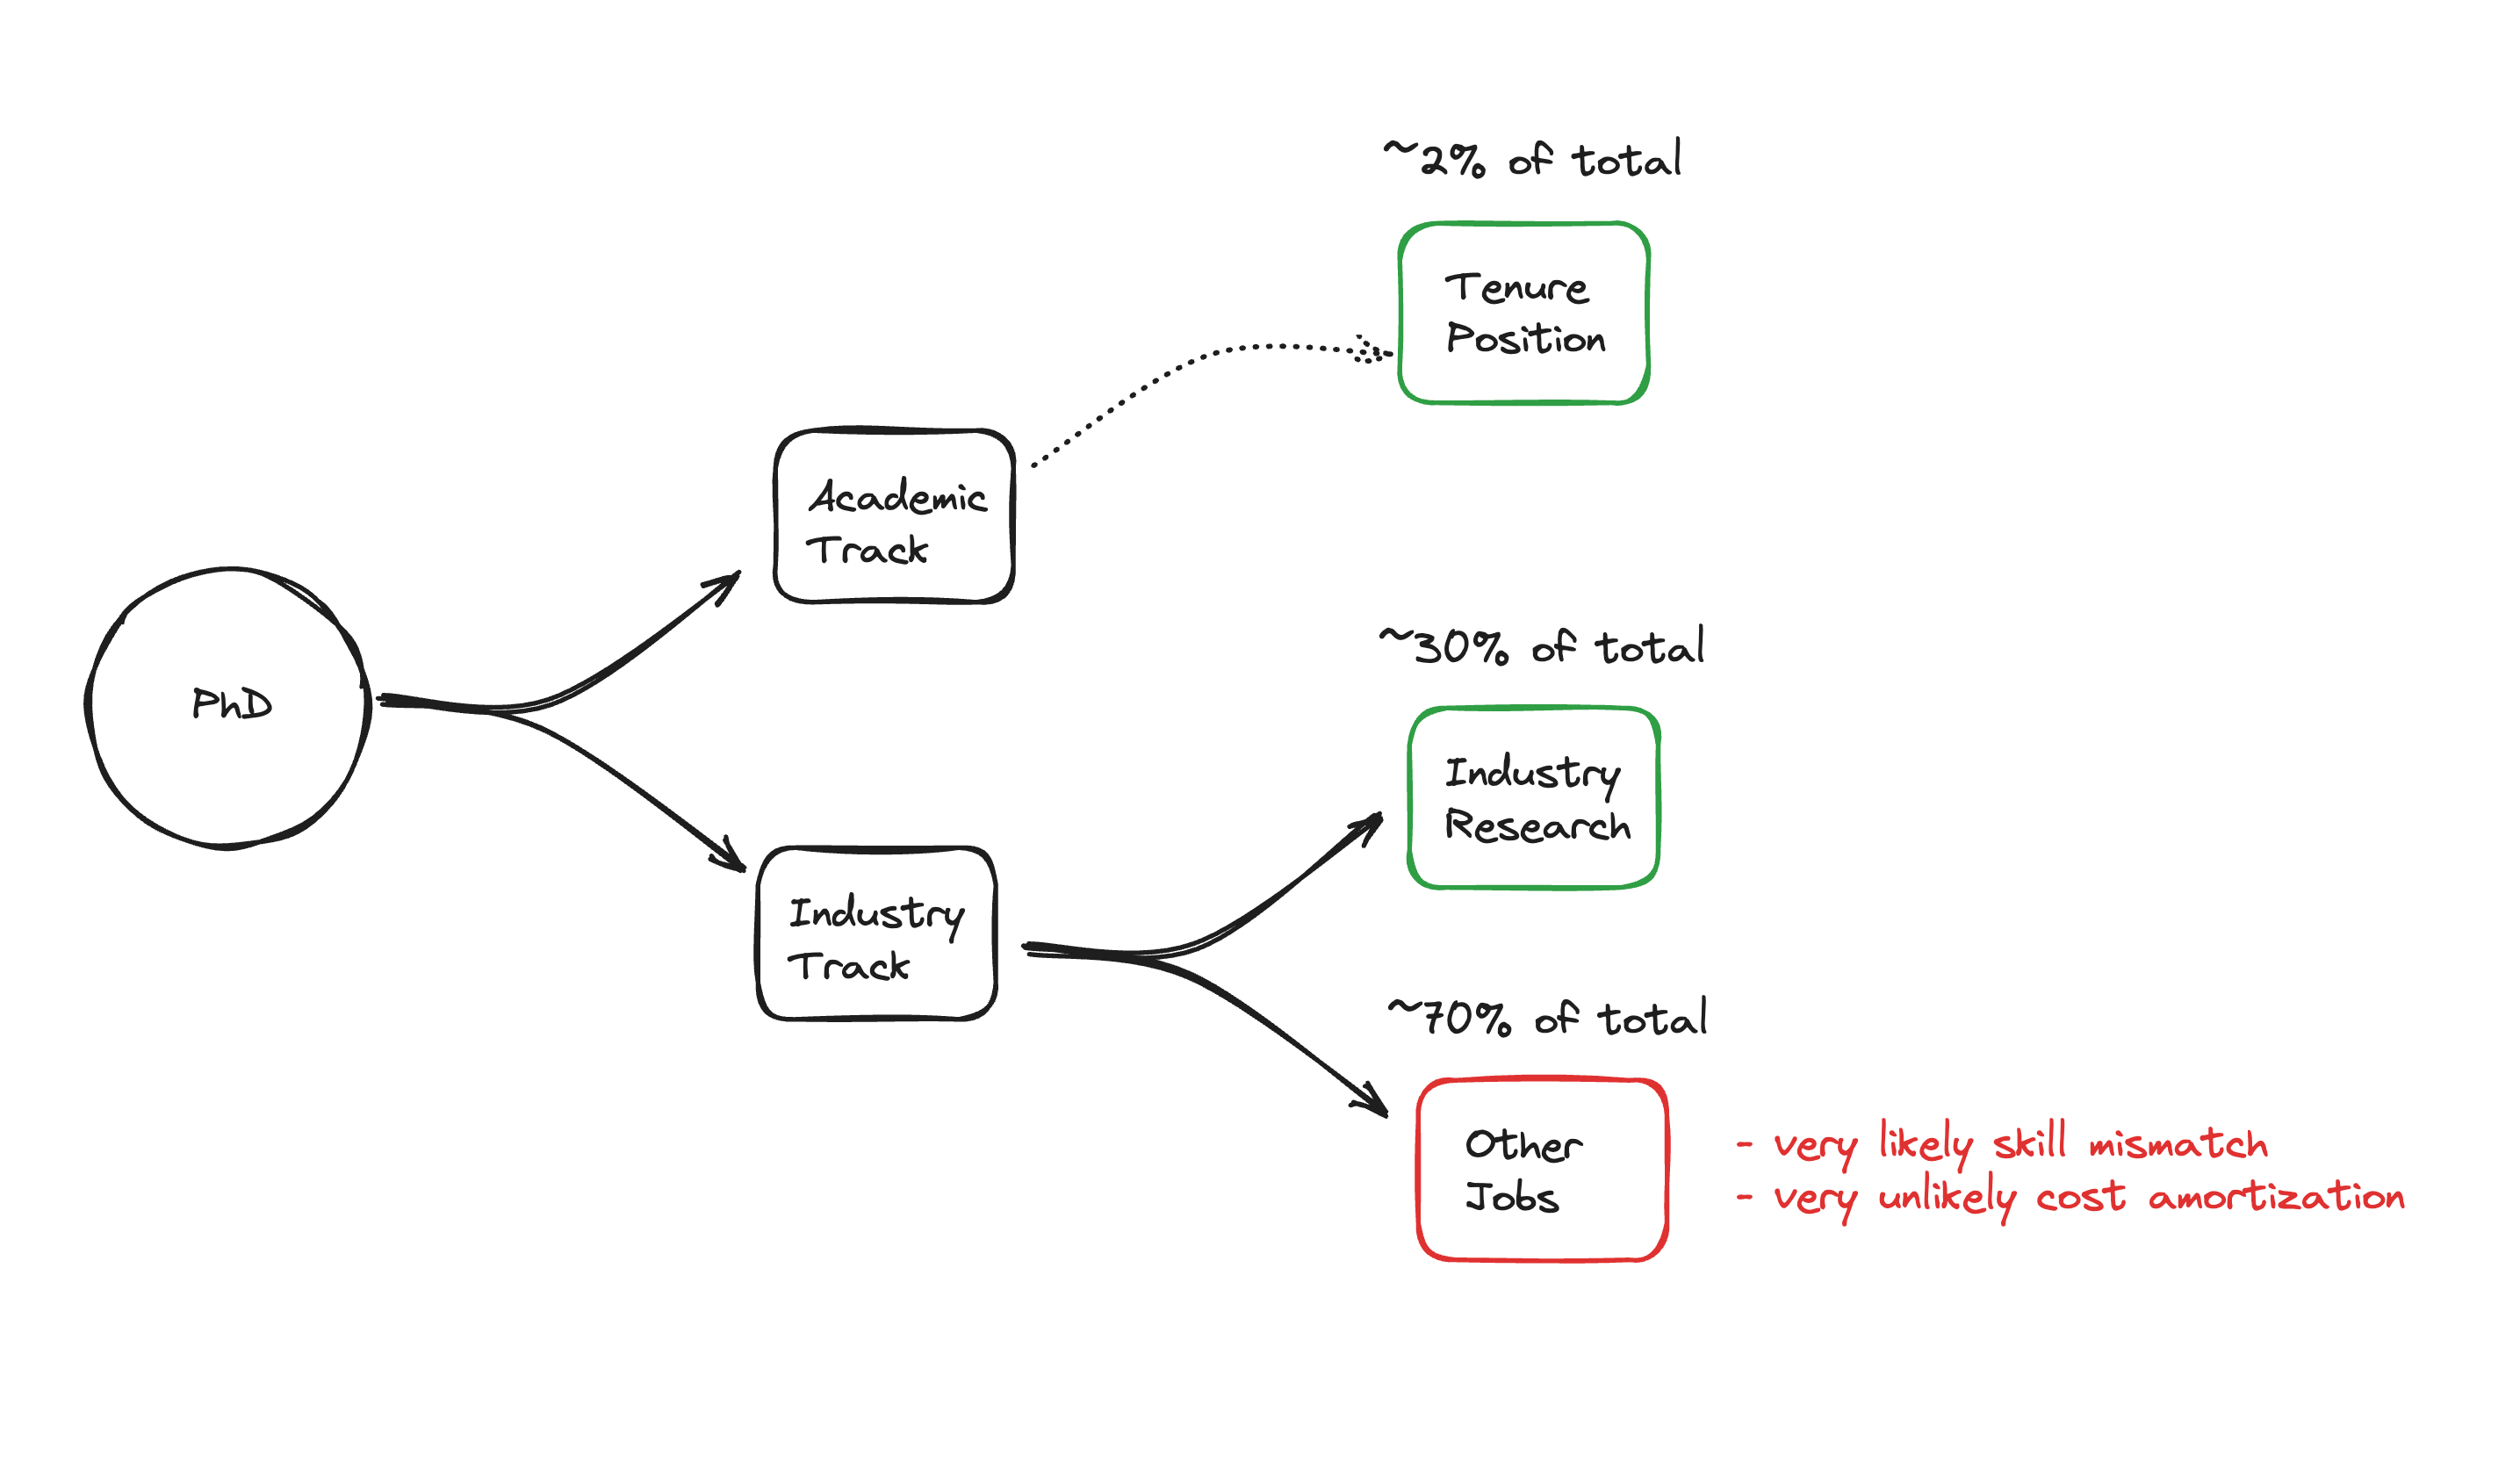 ~2% of total
Tenure
Position
Academic
Track
PhD
~30% of total
Industry
Research
Industry
Track
~70% of total
Other
Jobs
- very likely skill mismatch
- very unlikely cost amortization